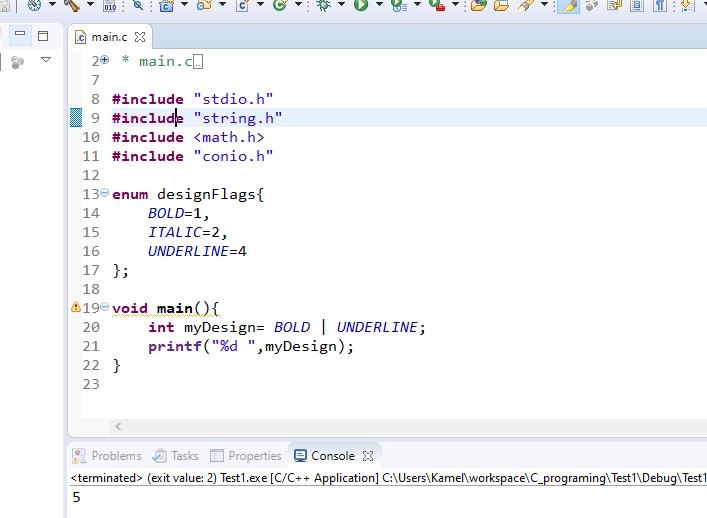 main.c
2 * main.c
7
8 #include "stdio.h"
9 #include "string.h"
10 #include <math.h>
11 #include "conio.h"
12
13 enum designFlags{
14 BOLD=1,
15 ITALIC=2,
16 UNDERLINE=4
17 };
18
19 void main(){
20 int myDesign= BOLD | UNDERLINE;
21 printf("%d ",myDesign);
22 }
23
Problems Tasks Properties Console
<terminated> (exit value: 2) Test1.exe [C/C++ Application] C:\Users\Kamel\workspace\C_programing\Test1\Debug\Test1
5